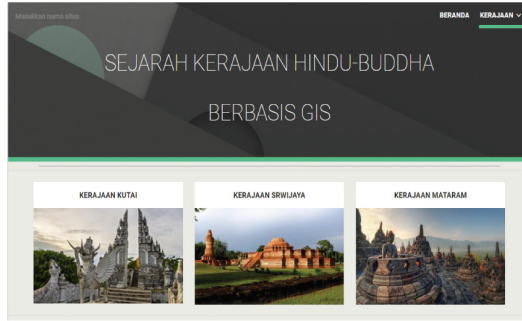 Masukkan nama situs
BERANDA KERAJAAN
SEJARAH KERAJAAN HINDU-BUDDHA
BERBASIS GIS
KERAJAAN KUTAI
KERAJAAN SRWIJAYA
KERAJAAN MATARAM